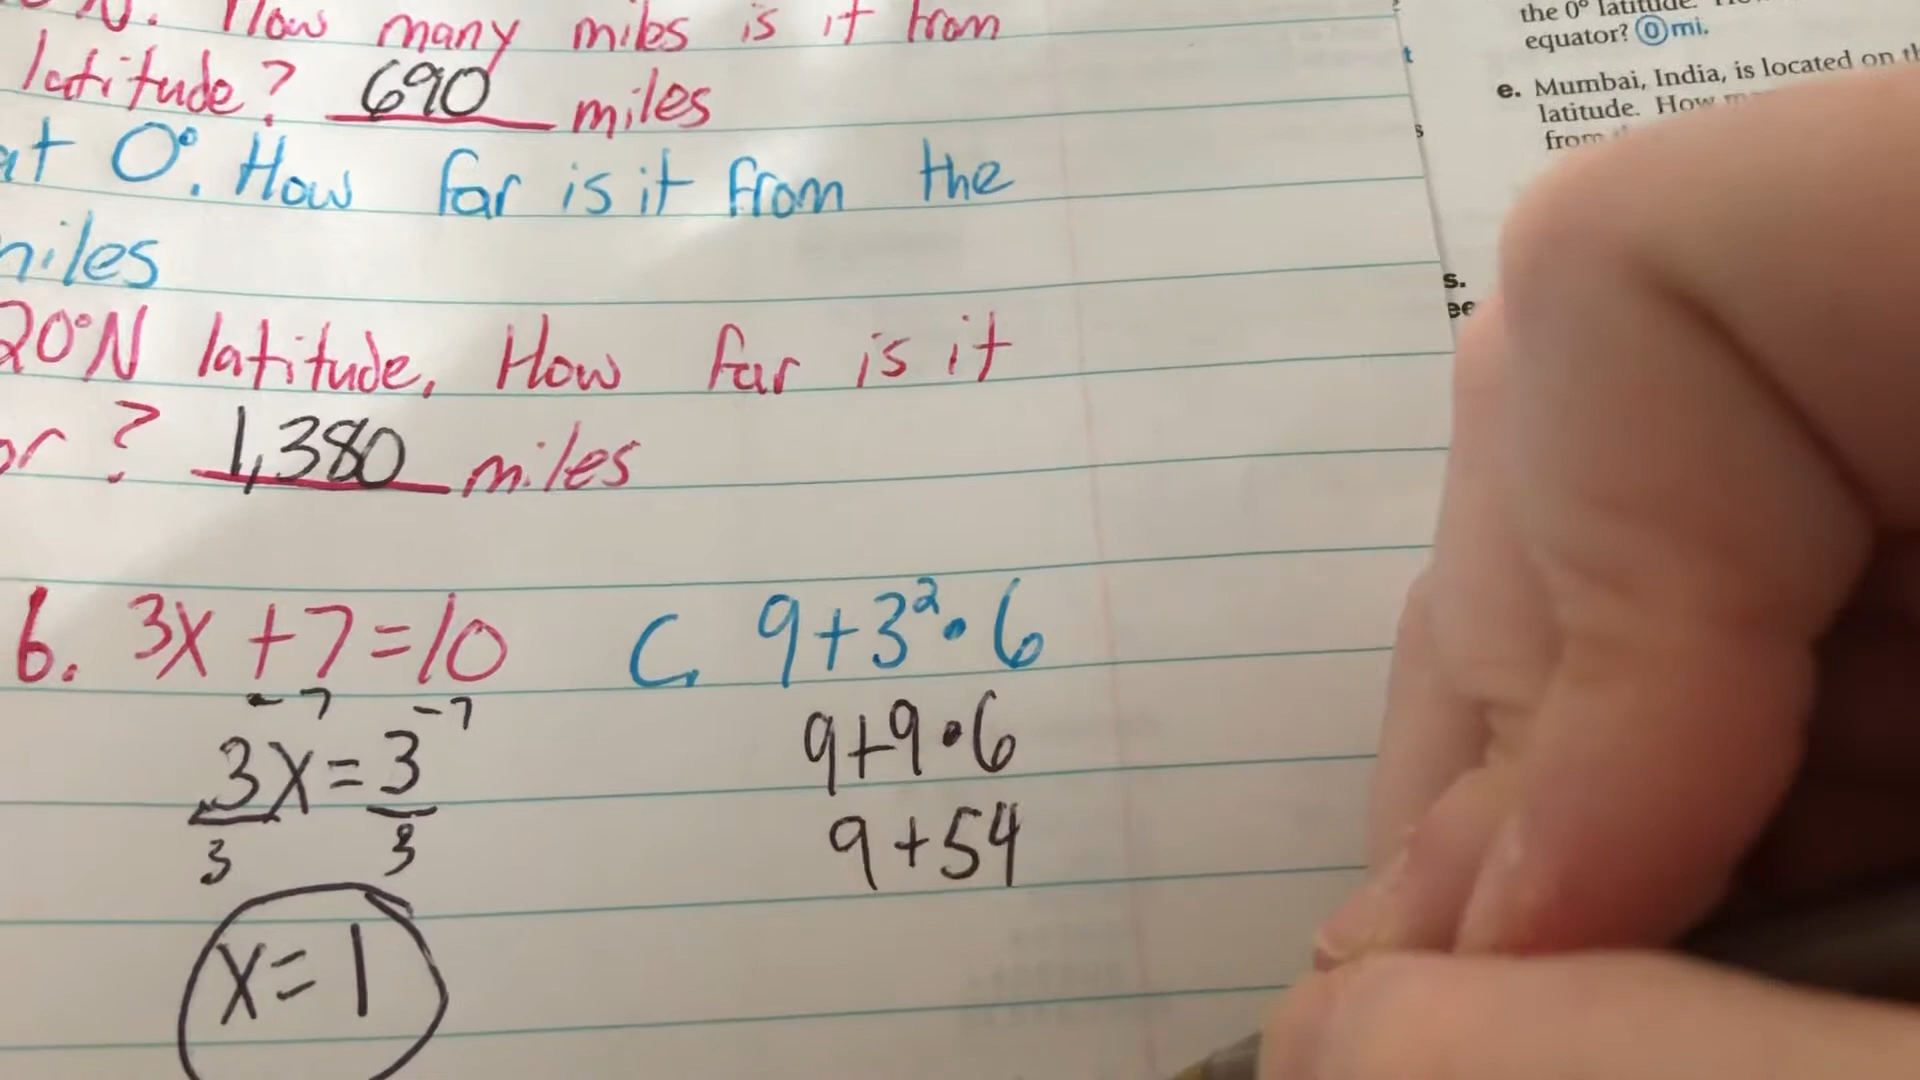 N. How many miles is it from
latitude? 690 miles
at 0°. How far is it from the
miles
20°N latitude, How far is it
or? 1,380 miles
b. 3x + 7 = 10
- 7 - 7
3x = 3
3 3
x = 1
C. 9 + 3² • 6
9 + 9 • 6
9 + 54
the 0° latitude.
equator? 0 mi.
e. Mumbai, India, is located on th
latitude. How
from
t
s
s.
ee